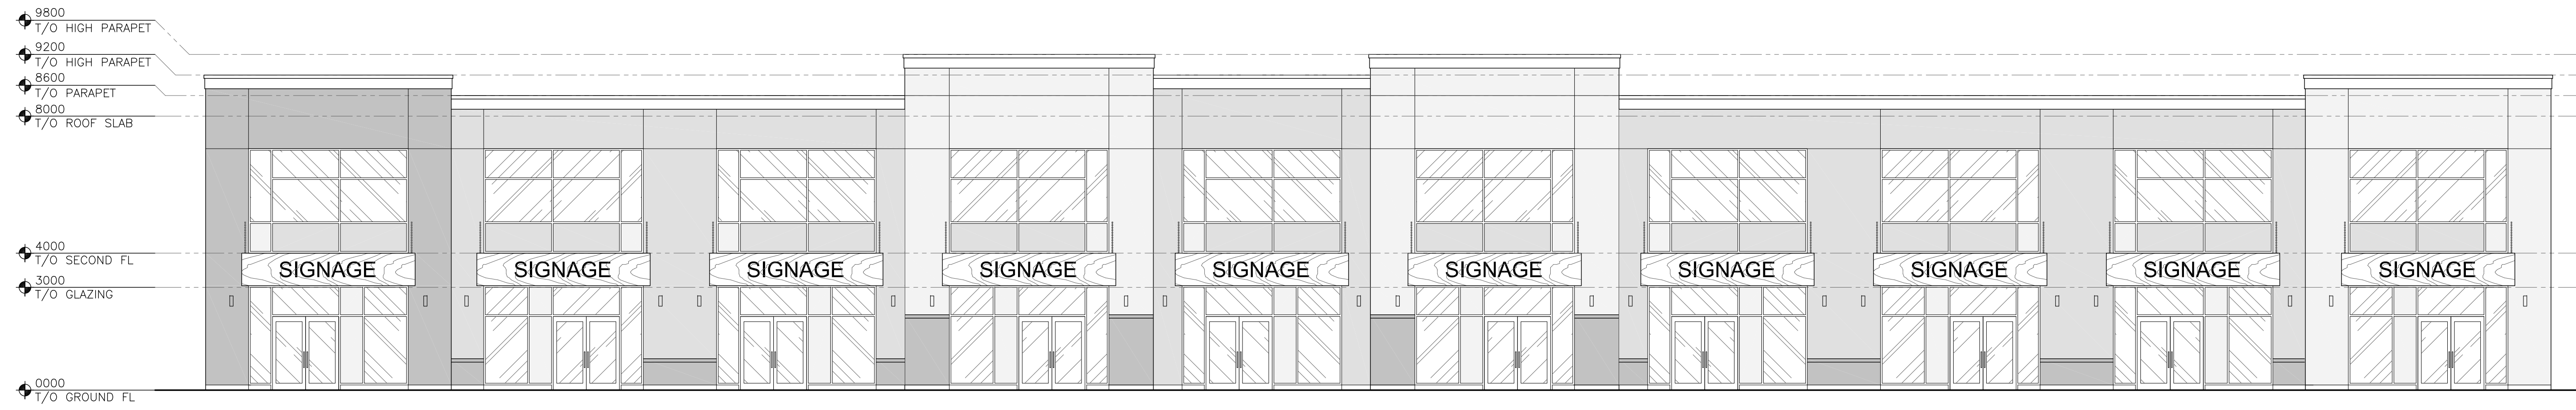 9800
T/O HIGH PARAPET
9200
T/O HIGH PARAPET
8600
T/O PARAPET
8000
T/O ROOF SLAB
4000
T/O SECOND FL
SIGNAGE SIGNAGE SIGNAGE SIGNAGE SIGNAGE SIGNAGE SIGNAGE SIGNAGE SIGNAGE SIGNAGE
3000
T/O GLAZING
0000
T/O GROUND FL